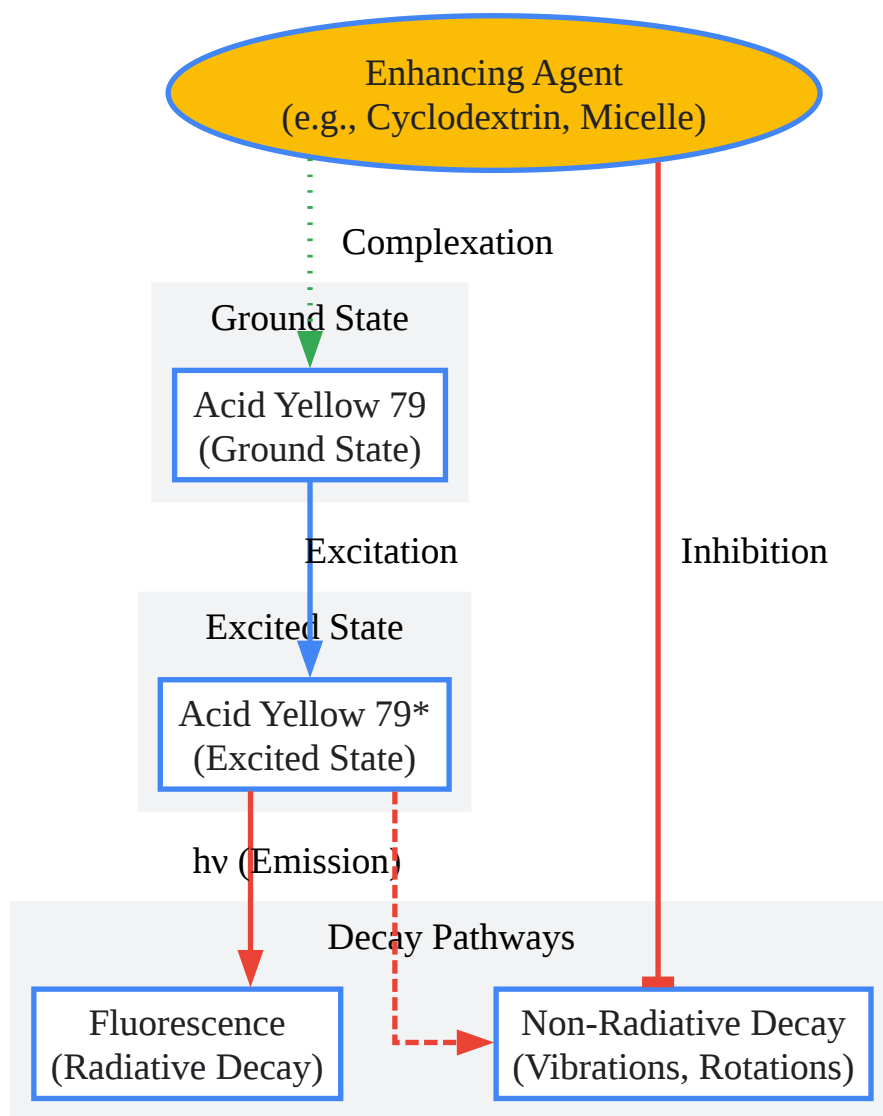 Enhancing Agent
(e.g., Cyclodextrin, Micelle)
Complexation
Ground State
Acid Yellow 79
(Ground State)
Excitation
Inhibition
Excited State
Acid Yellow 79*
(Excited State)
hν (Emission)
Decay Pathways
Fluorescence
(Radiative Decay)
Non-Radiative Decay
(Vibrations, Rotations)